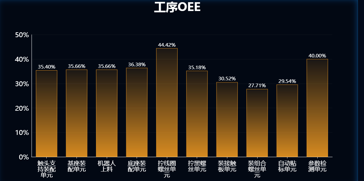 工序OEE
50%
40%
30%
20%
10%
0%
35.40%
35.66%
35.66%
36.38%
44.42%
35.18%
30.52%
27.71%
29.54%
40.00%
触头支
持装配
单元
基座装
配单元
机器人
上料
底座装
配单元
拧线圈
螺丝单
元
拧常螺
丝单元
装接触
板单元
装组合
螺丝单
元
自动贴
标单元
参数检
测单元